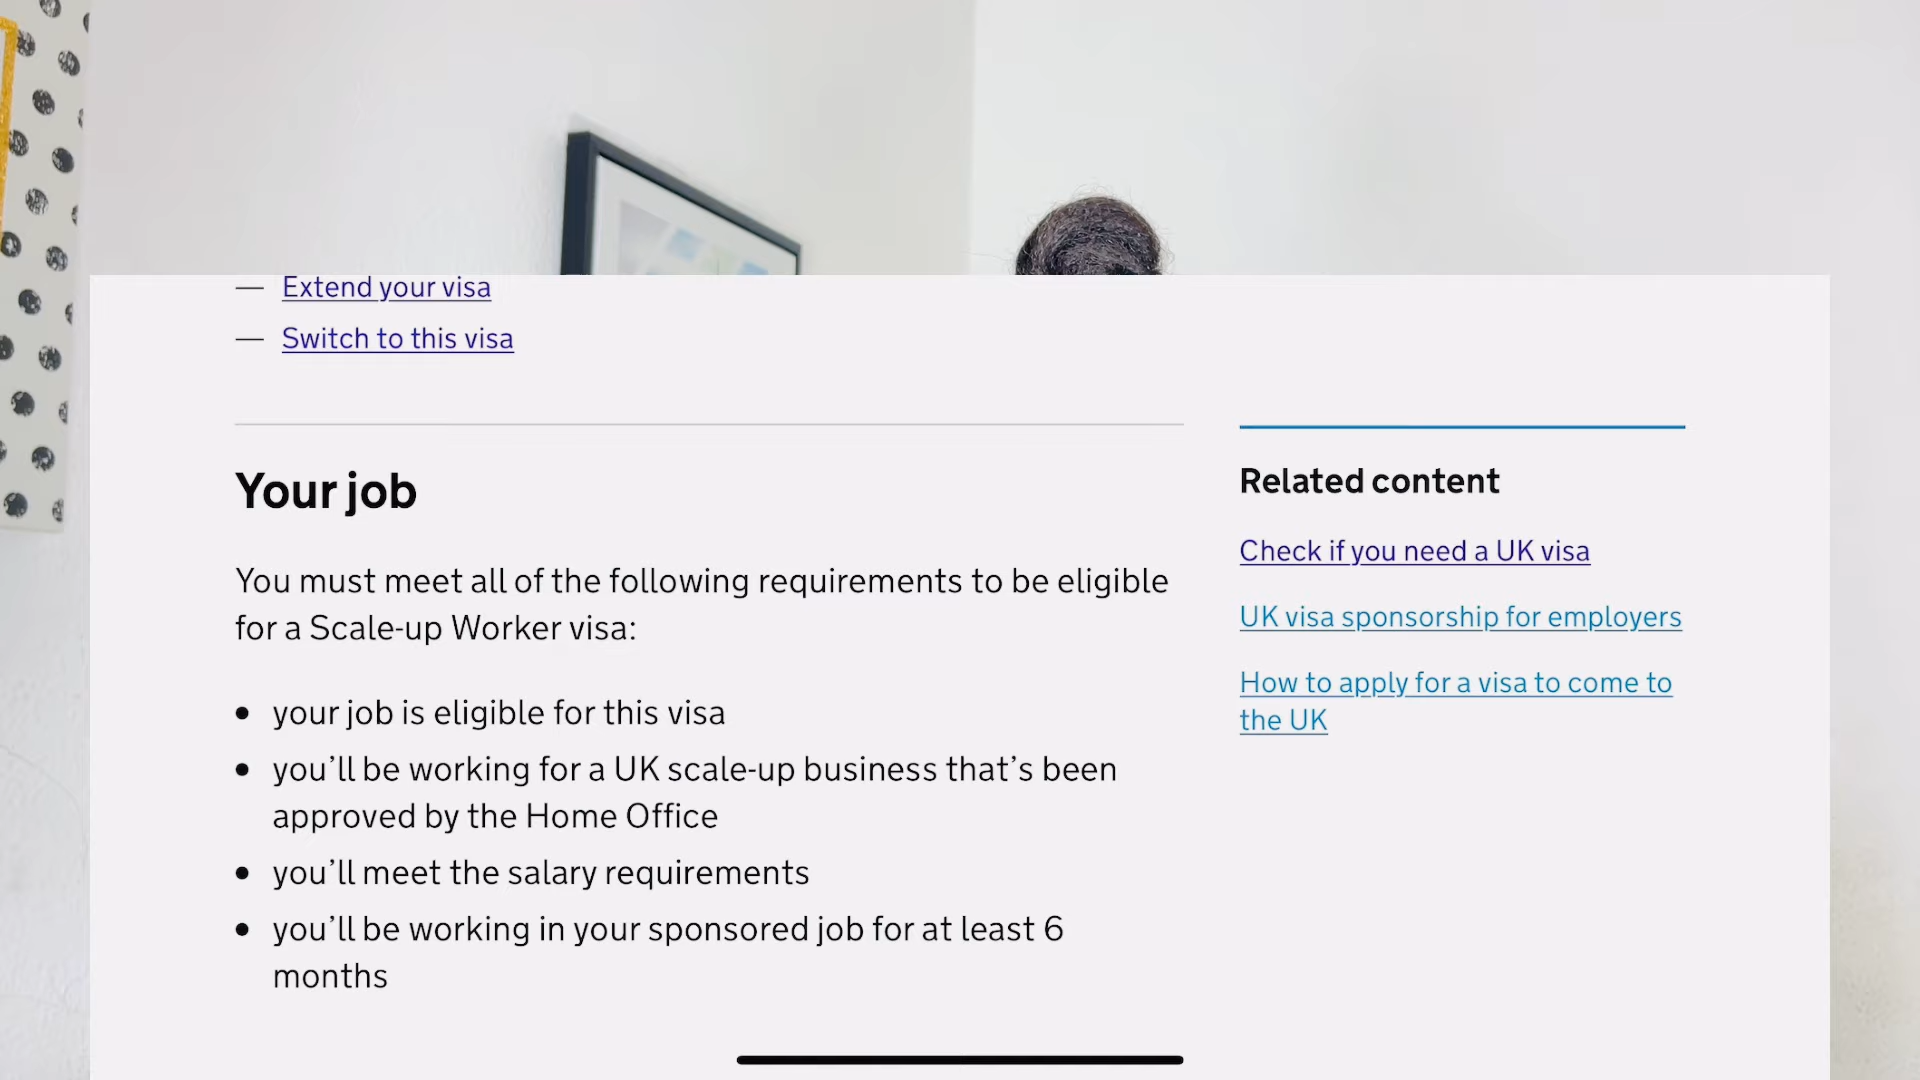 — Extend your visa
— Switch to this visa
Your job
You must meet all of the following requirements to be eligible
for a Scale-up Worker visa:
• your job is eligible for this visa
• you’ll be working for a UK scale-up business that’s been
approved by the Home Office
• you’ll meet the salary requirements
• you’ll be working in your sponsored job for at least 6
months
Related content
Check if you need a UK visa
UK visa sponsorship for employers
How to apply for a visa to come to
the UK